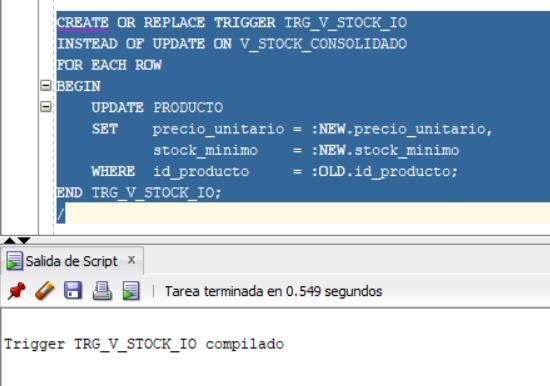 CREATE OR REPLACE TRIGGER TRG_V_STOCK_IO
INSTEAD OF UPDATE ON V_STOCK_CONSOLIDADO
FOR EACH ROW
BEGIN
    UPDATE PRODUCTO
    SET    precio_unitario = :NEW.precio_unitario,
           stock_minimo    = :NEW.stock_minimo
    WHERE  id_producto     = :OLD.id_producto;
END TRG_V_STOCK_IO;
/
Salida de Script x
Tarea terminada en 0.549 segundos
Trigger TRG_V_STOCK_IO compilado